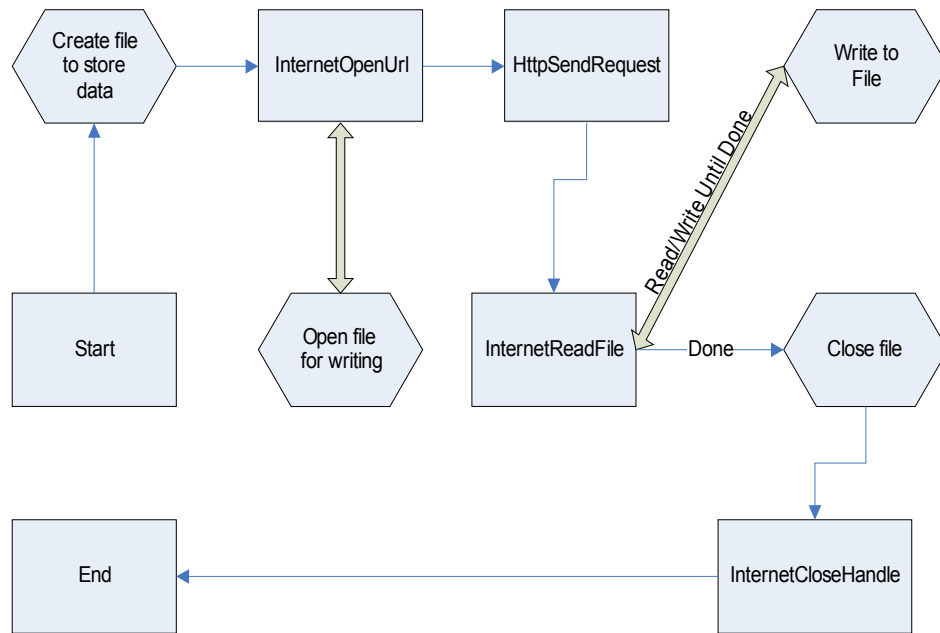 Create file
to store
data
InternetOpenUrl
HttpSendRequest
Write to
File
Read/Write Until Done
Start
Open file
for writing
InternetReadFile
Done
Close file
End
InternetCloseHandle